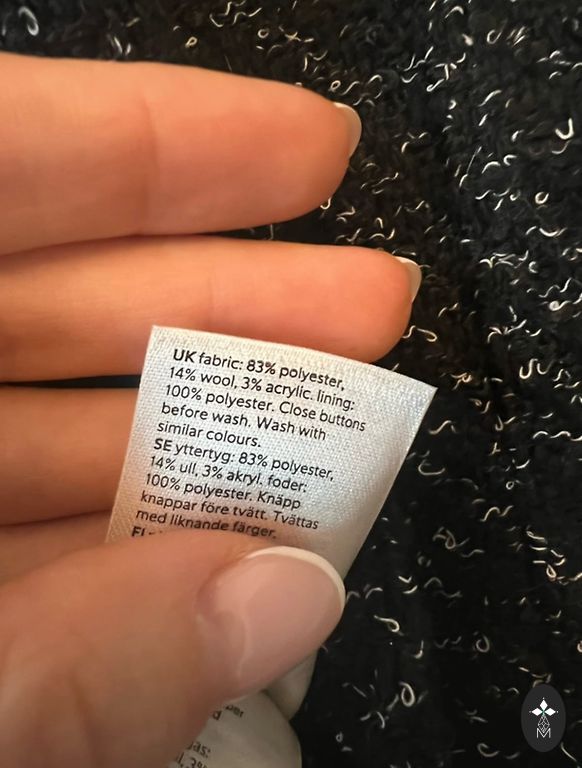 UK fabric: 83% polyester,
14% wool, 3% acrylic. lining:
100% polyester. Close buttons
before wash. Wash with
similar colours.
SE yttertyg: 83% polyester,
14% ull, 3% akryl. foder:
100% polyester. Knäpp
knappar före tvätt. Tvättas
med liknande färger.
FI
M